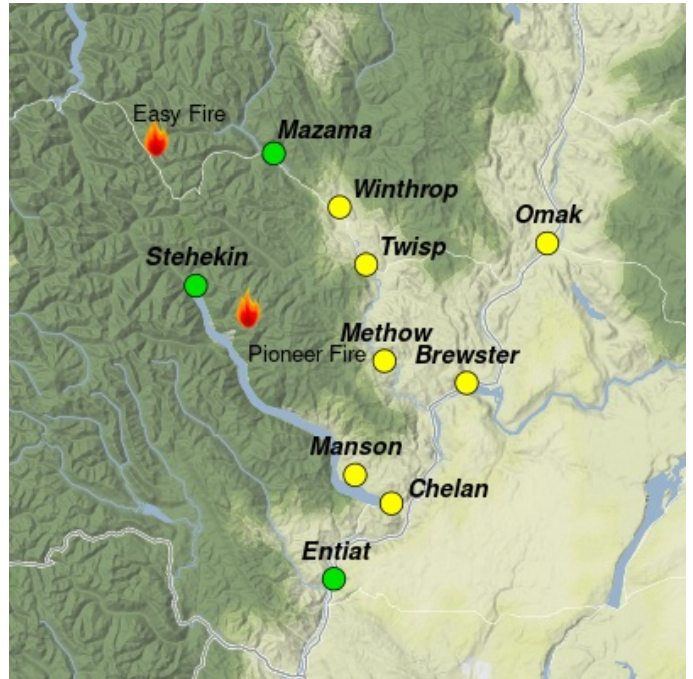 Easy Fire
Mazama
Winthrop
Omak
Twisp
Stehekin
Methow
Pioneer Fire
Brewster
Manson
Chelan
Entiat